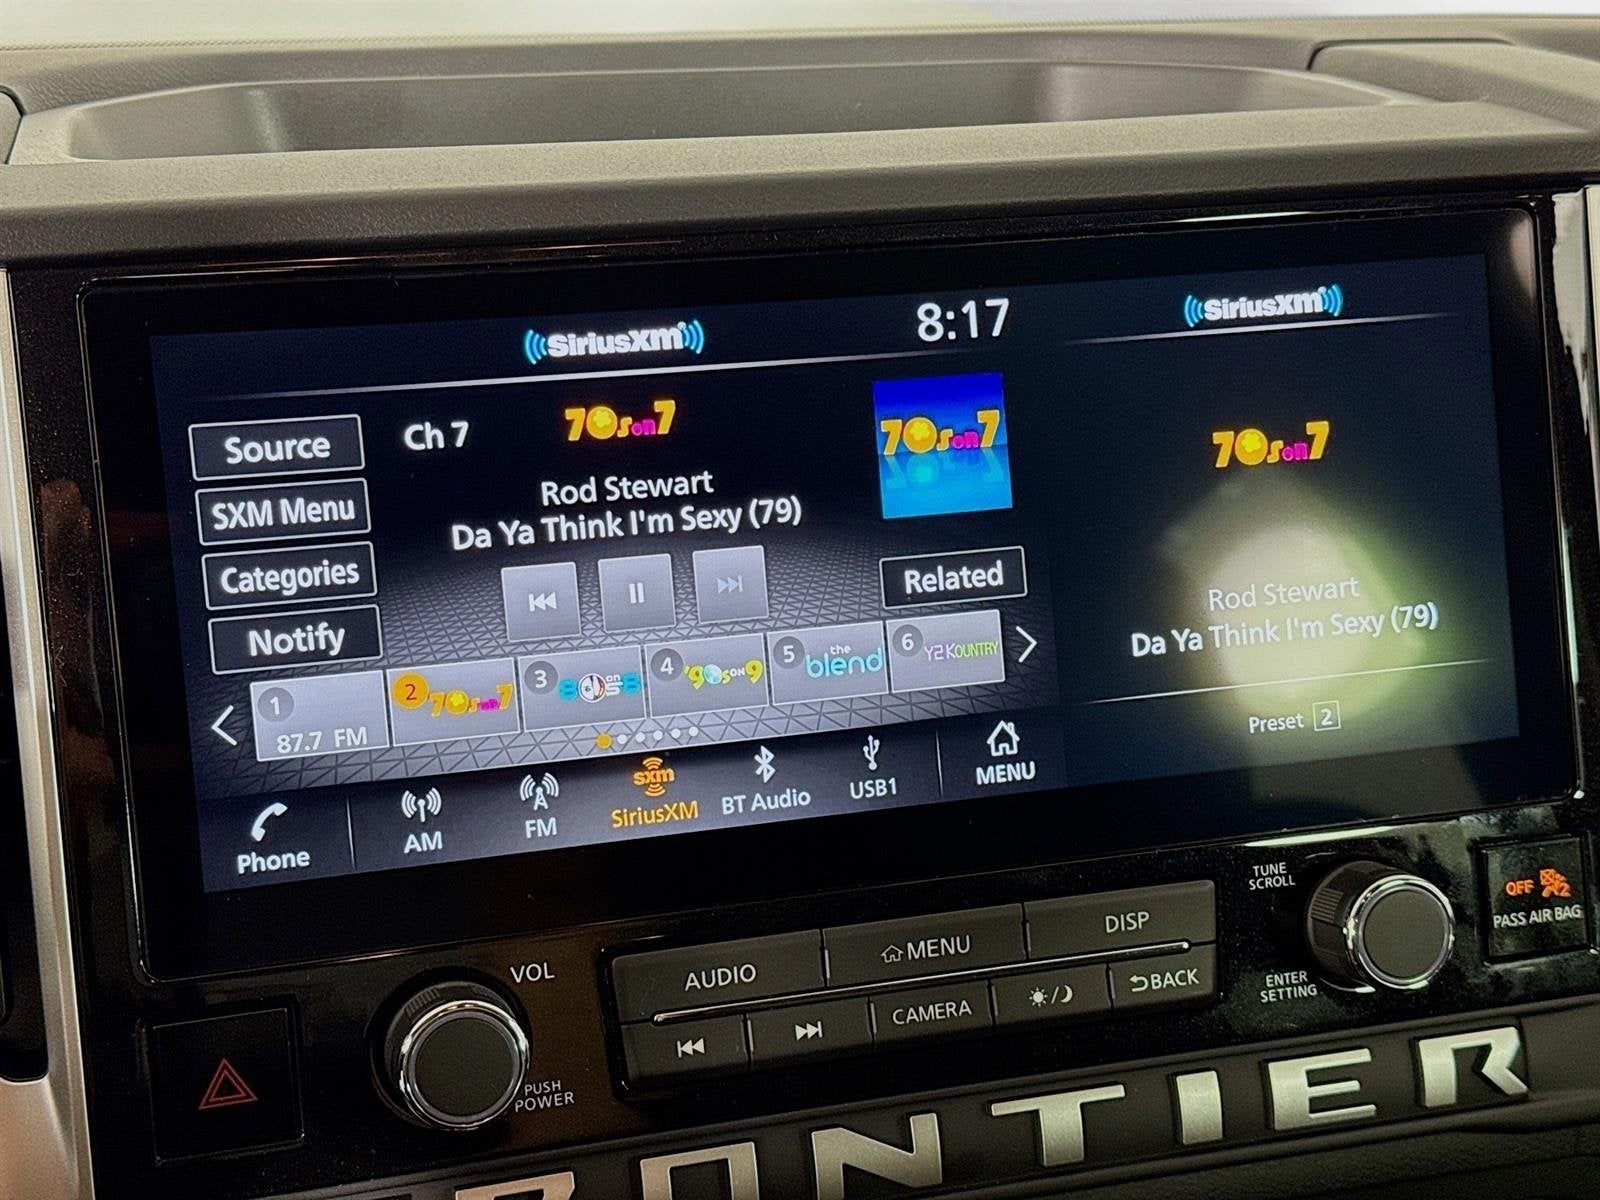 SiriusXM
8:17
SiriusXM
Source
Ch 7
70s on 7
70s on 7
70s on 7
SXM Menu
Rod Stewart
Da Ya Think I'm Sexy (79)
Categories
Related
Rod Stewart
Da Ya Think I'm Sexy (79)
Notify
1
87.7 FM
2
70s on 7
3
80s on 8
4
'90s ON 9
5
the
blend
6
Y2KOUNTRY
Preset 2
Phone
AM
FM
sxm
SiriusXM
BT Audio
USB1
MENU
VOL
PUSH
POWER
AUDIO
MENU
DISP
CAMERA
BACK
TUNE
SCROLL
ENTER
SETTING
OFF
2
PASS AIR BAG
FRONTIER